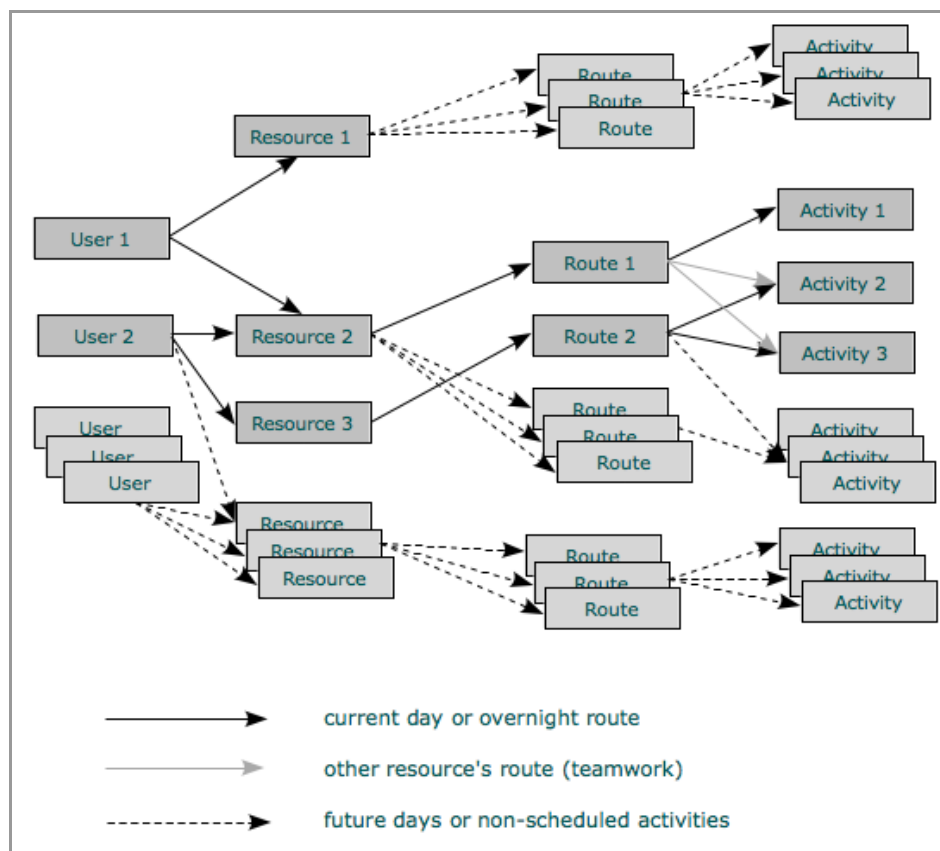 Activity
Activity
Activity
Route
Route
Route
Resource 1
Activity 1
User 1
Route 1
Activity 2
User 2
Resource 2
Route 2
Activity 3
Route
Route
Route
Resource 3
User
User
User
Activity
Activity
Activity
Resource
Resource
Resource
Route
Route
Route
Activity
Activity
Activity
current day or overnight route
other resource's route (teamwork)
future days or non-scheduled activities